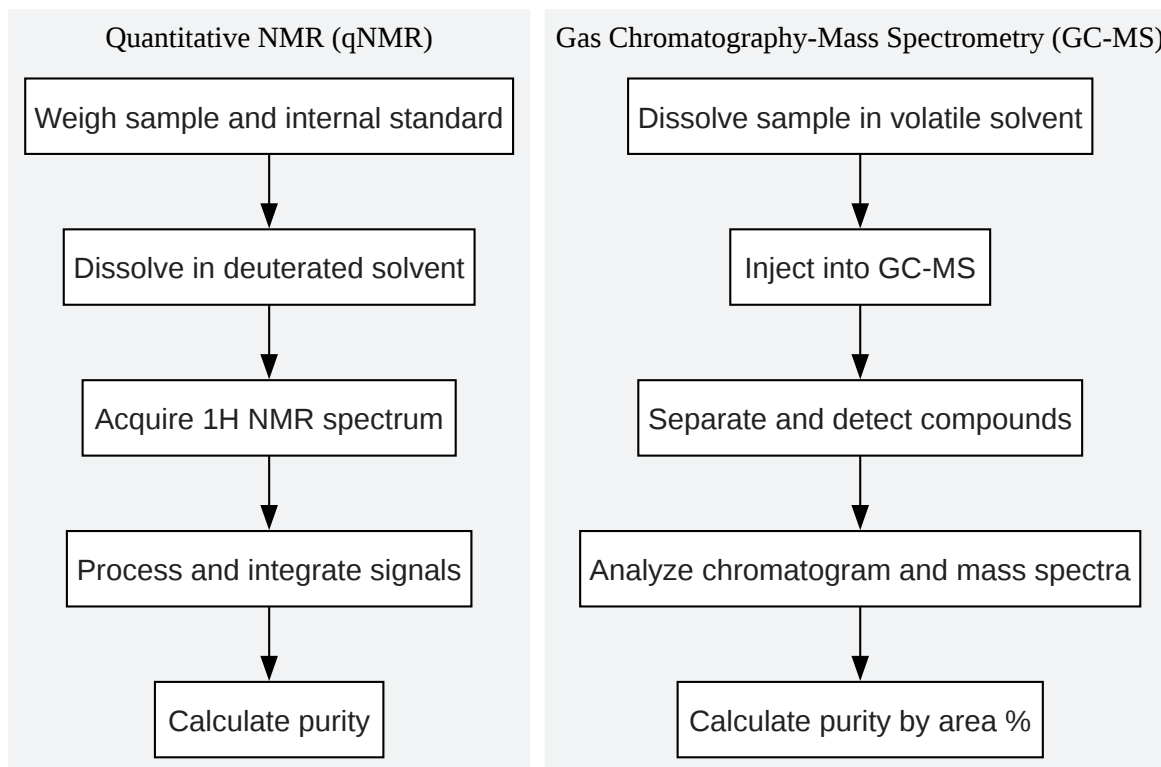 Quantitative NMR (qNMR)
Weigh sample and internal standard
Dissolve in deuterated solvent
Acquire 1H NMR spectrum
Process and integrate signals
Calculate purity
Gas Chromatography-Mass Spectrometry (GC-MS)
Dissolve sample in volatile solvent
Inject into GC-MS
Separate and detect compounds
Analyze chromatogram and mass spectra
Calculate purity by area %